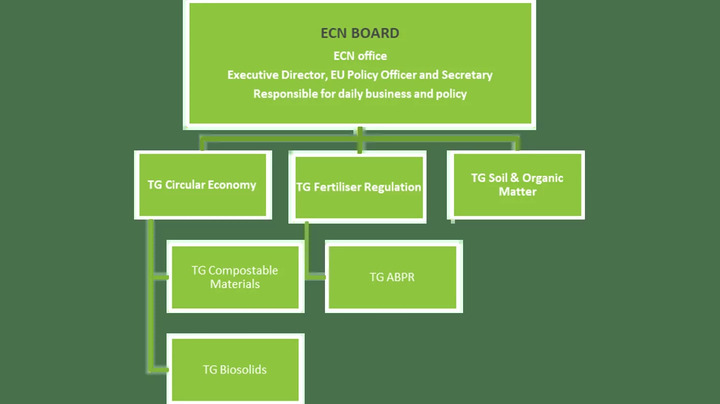 ECN BOARD
ECN office
Executive Director, EU Policy Officer and Secretary
Responsible for daily business and policy
TG Circular Economy
TG Fertiliser Regulation
TG Soil & Organic
Matter
TG Compostable
Materials
TG ABPR
TG Biosolids